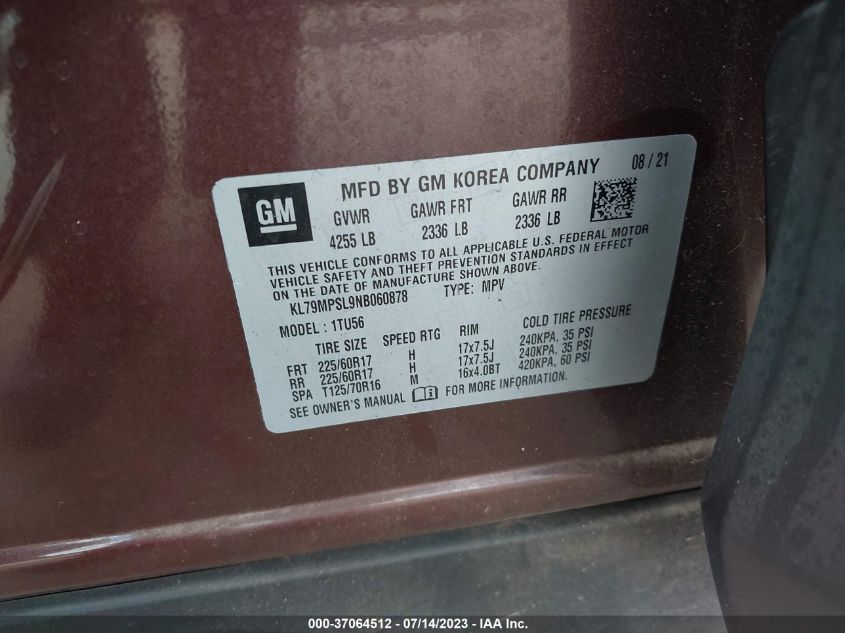 GM
MFD BY GM KOREA COMPANY 08 / 21
GVWR GAWR FRT GAWR RR
4255 LB 2336 LB 2336 LB
THIS VEHICLE CONFORMS TO ALL APPLICABLE U.S. FEDERAL MOTOR
VEHICLE SAFETY AND THEFT PREVENTION STANDARDS IN EFFECT
ON THE DATE OF MANUFACTURE SHOWN ABOVE.
KL79MPSL9NB060878 TYPE: MPV
MODEL : 1TU56
TIRE SIZE SPEED RTG RIM COLD TIRE PRESSURE
FRT 225/60R17 H 17x7.5J 240KPA, 35 PSI
RR 225/60R17 H 17x7.5J 240KPA, 35 PSI
SPA T125/70R16 M 16x4.0BT 420KPA, 60 PSI
SEE OWNER'S MANUAL FOR MORE INFORMATION.
000-37064512 - 07/14/2023 - IAA Inc.